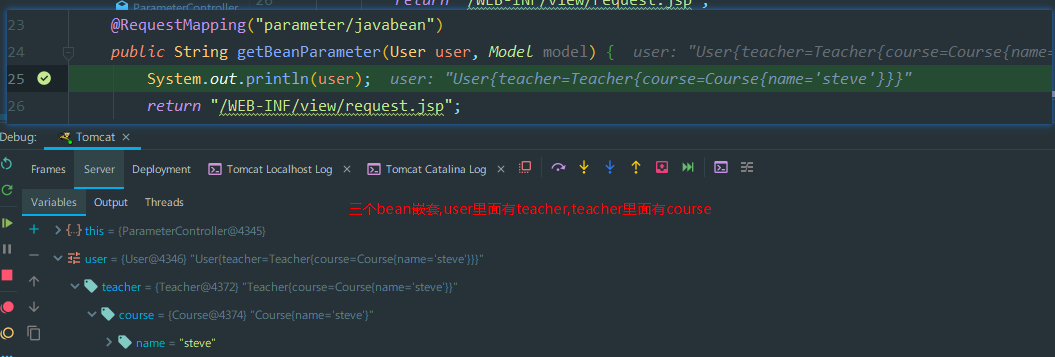 ParameterController 26 return "/WEB-INF/view/request.jsp";
23 @RequestMapping("parameter/javabean")
24 public String getBeanParameter(User user, Model model) { user: "User{teacher=Teacher{course=Course{name=
25 System.out.println(user); user: "User{teacher=Teacher{course=Course{name='steve'}}}"
26 return "/WEB-INF/view/request.jsp";
Debug: Tomcat
Frames Server Deployment Tomcat Localhost Log Tomcat Catalina Log
Variables Output Threads
三个bean嵌套,user里面有teacher,teacher里面有course
this = {ParameterController@4345}
user = {User@4346} "User{teacher=Teacher{course=Course{name='steve'}}}"
teacher = {Teacher@4372} "Teacher{course=Course{name='steve'}}"
course = {Course@4374} "Course{name='steve'}"
name = "steve"